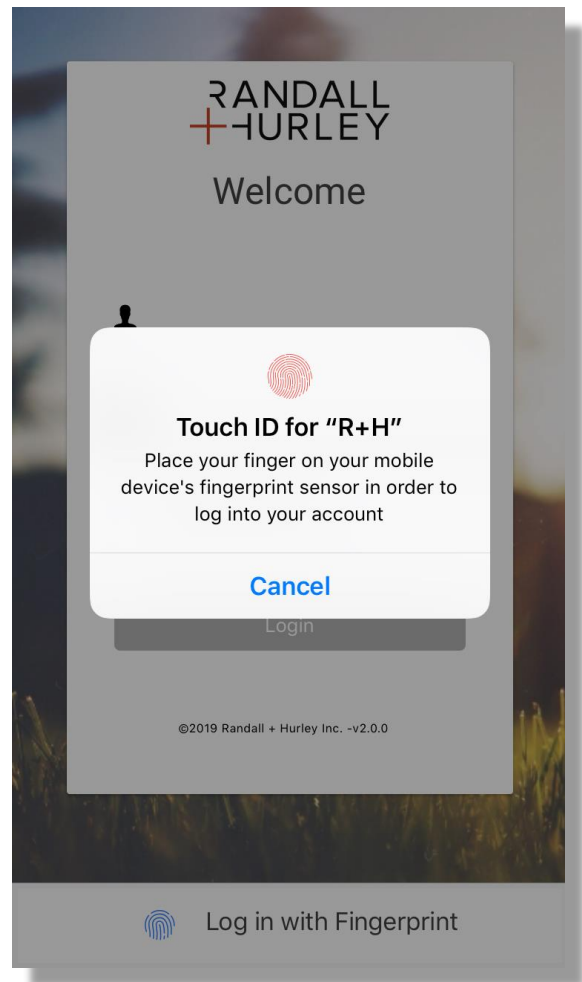 RANDALL
+HURLEY
Welcome
Touch ID for “R+H”
Place your finger on your mobile
device's fingerprint sensor in order to
log into your account
Cancel
Login
©2019 Randall + Hurley Inc. -v2.0.0
Log in with Fingerprint